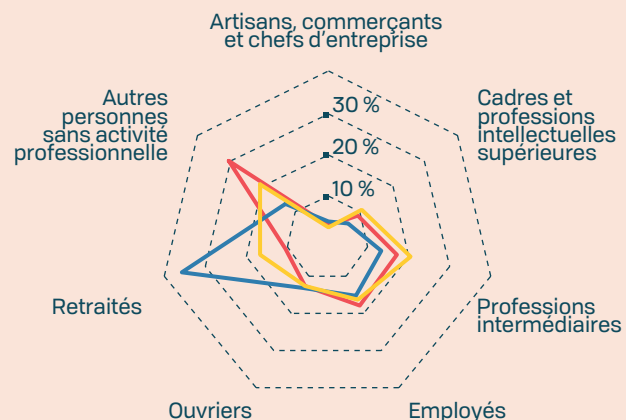 Artisans, commerçants
et chefs d'entreprise
30 %
20 %
10 %
Cadres et
professions
intellectuelles
supérieures
Professions
intermédiaires
Employés
Ouvriers
Retraités
Autres
personnes
sans activité
professionnelle